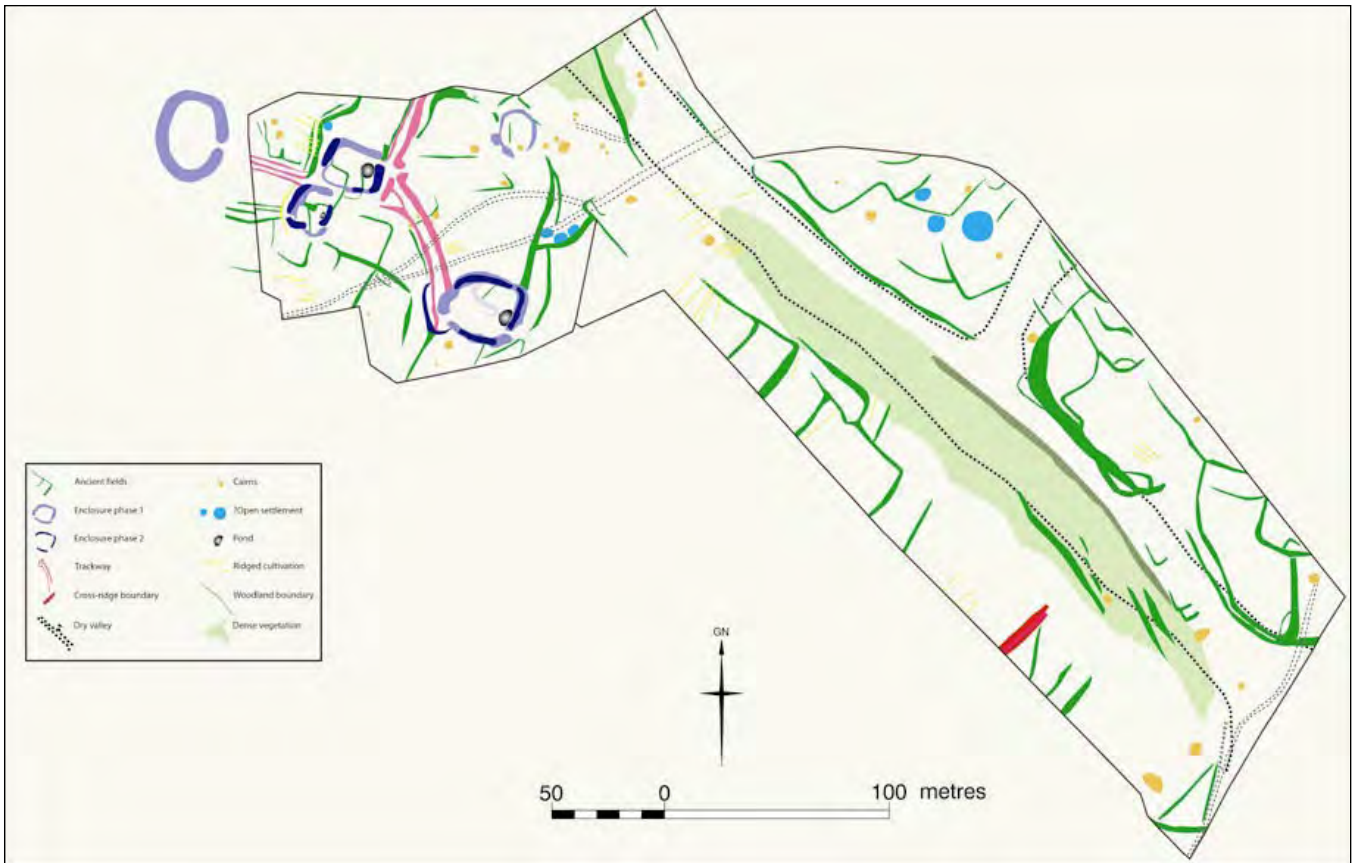 Ancient fields
Enclosure phase 1
Enclosure phase 2
Trackway
Cross-ridge boundary
Dry valley
Cairns
?Open settlement
Pond
Ridged cultivation
Woodland boundary
Dense vegetation
GN
50 0 100 metres